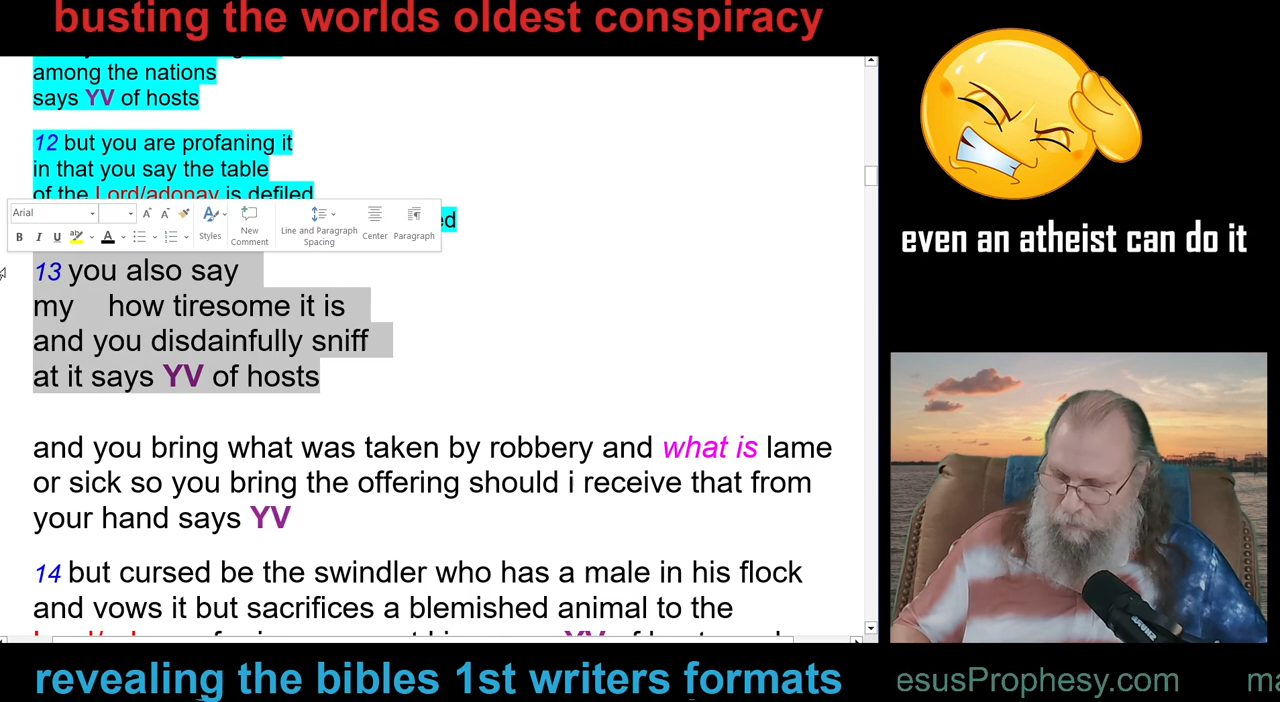 busting the worlds oldest conspiracy
among the nations
says YV of hosts
12 but you are profaning it
in that you say the table
of the Lord/adonay is defiled
ed
Arial
B I U A
Styles
New Comment
Line and Paragraph Spacing
Center
Paragraph
13 you also say
my how tiresome it is
and you disdainfully sniff
at it says YV of hosts
and you bring what was taken by robbery and what is lame
or sick so you bring the offering should i receive that from
your hand says YV
14 but cursed be the swindler who has a male in his flock
and vows it but sacrifices a blemished animal to the
even an atheist can do it
revealing the bibles 1st writers formats
esusProphesy.com
ma